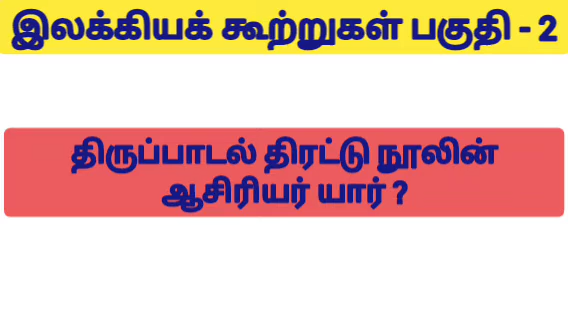 இலக்கியக் கூற்றுகள் பகுதி - 2
திருப்பாடல் திரட்டு நூலின்
ஆசிரியர் யார் ?